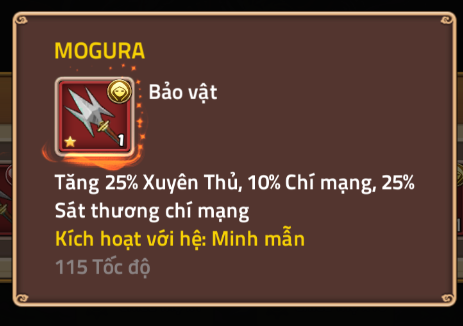 MOGURA
Bảo vật
1
Tăng 25% Xuyên Thủ, 10% Chí mạng, 25%
Sát thương chí mạng
Kích hoạt với hệ: Minh mẫn
115 Tốc độ